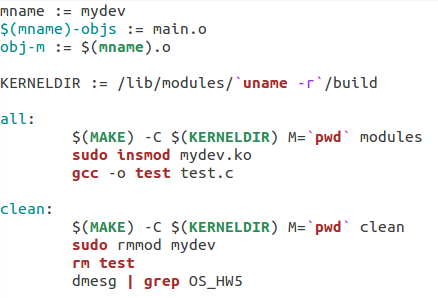 mname := mydev
$(mname)-objs := main.o
obj-m := $(mname).o
KERNELDIR := /lib/modules/`uname -r`/build
all:
$(MAKE) -C $(KERNELDIR) M=`pwd` modules
sudo insmod mydev.ko
gcc -o test test.c
clean:
$(MAKE) -C $(KERNELDIR) M=`pwd` clean
sudo rmmod mydev
rm test
dmesg | grep OS_HW5